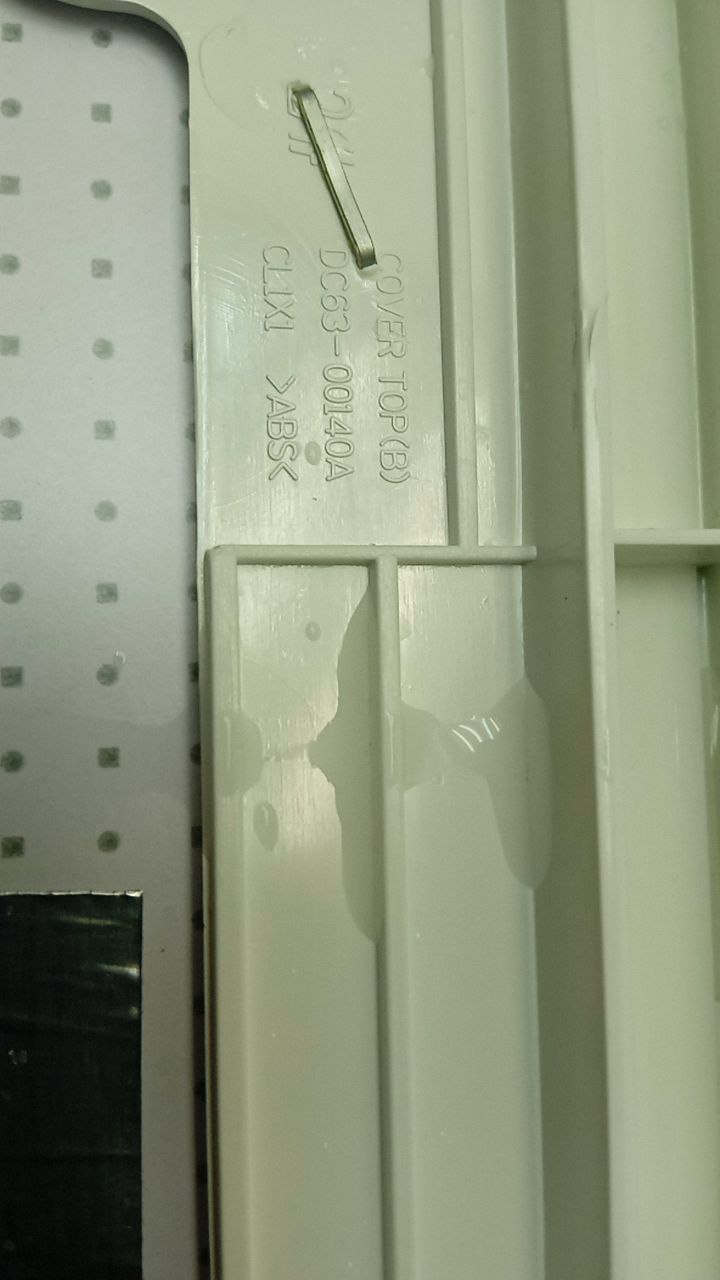 COVER TOP(B)
DC63-00140A
CL1X1 >ABS<